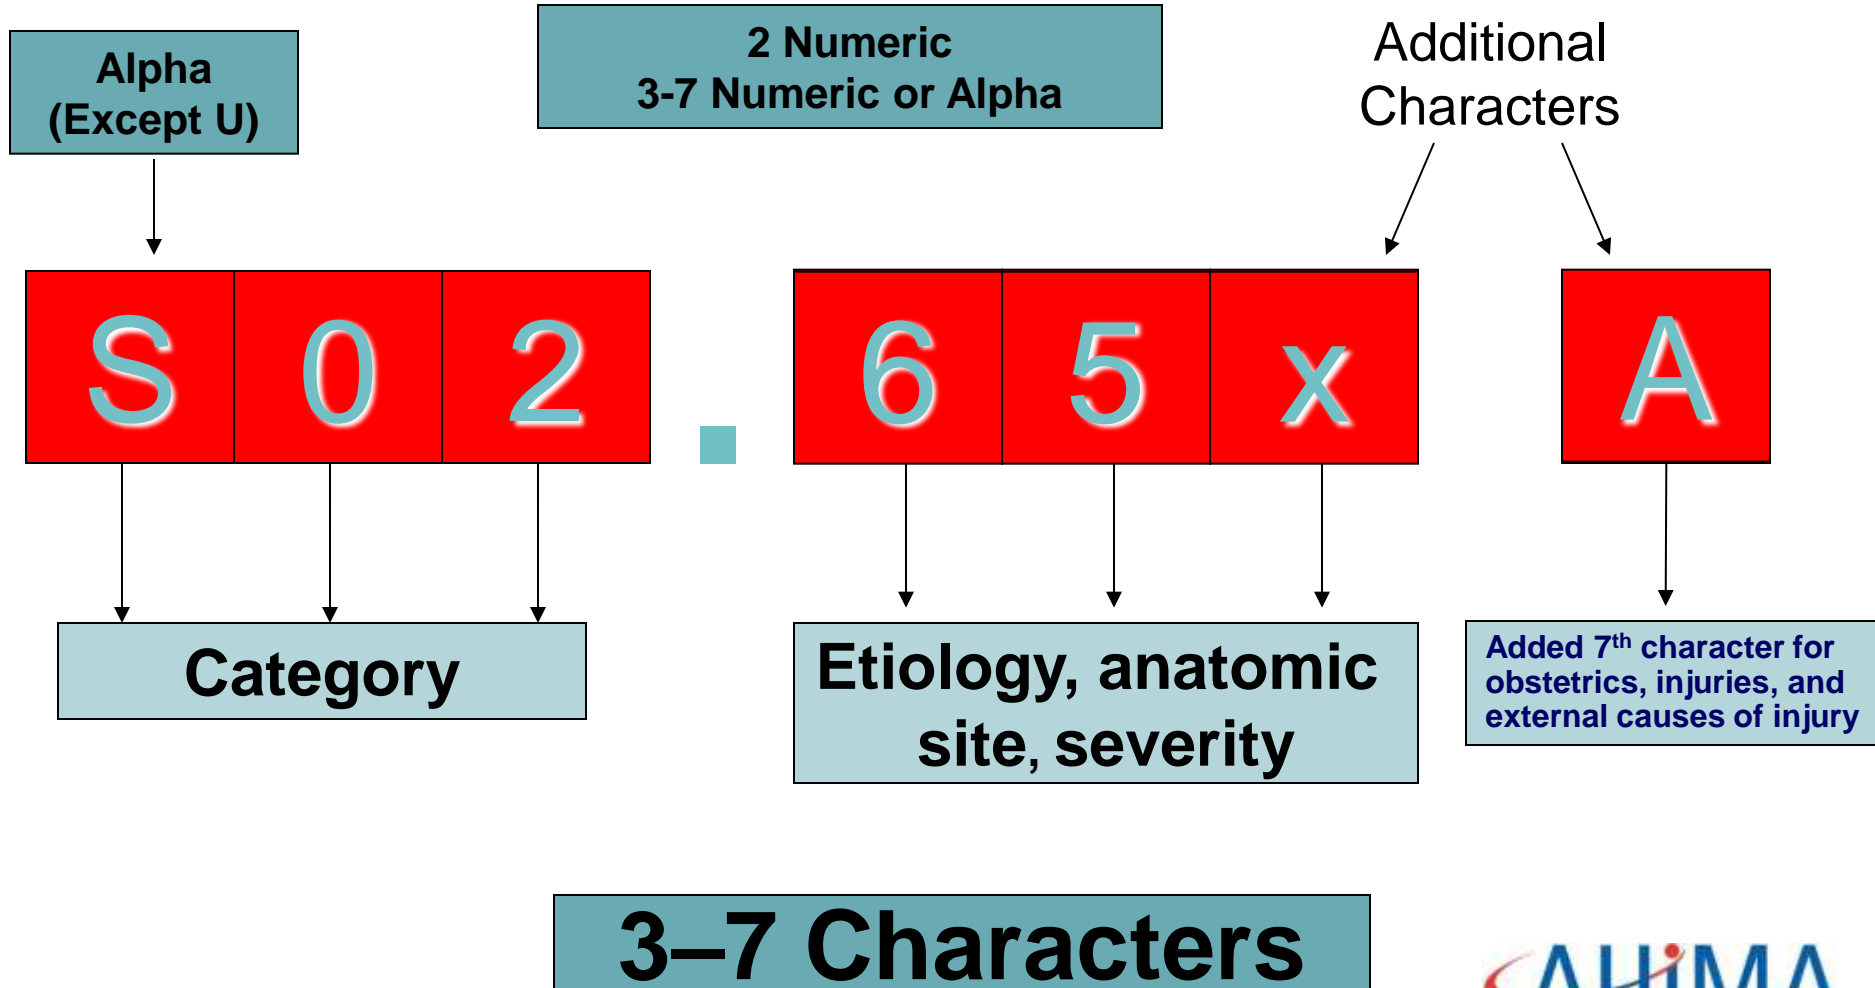 Alpha
(Except U)
2 Numeric
3-7 Numeric or Alpha
Additional
Characters
S 0 2 . 6 5 x A
Category
Etiology, anatomic
site, severity
Added 7th character for
obstetrics, injuries, and
external causes of injury
3–7 Characters
AHIMA